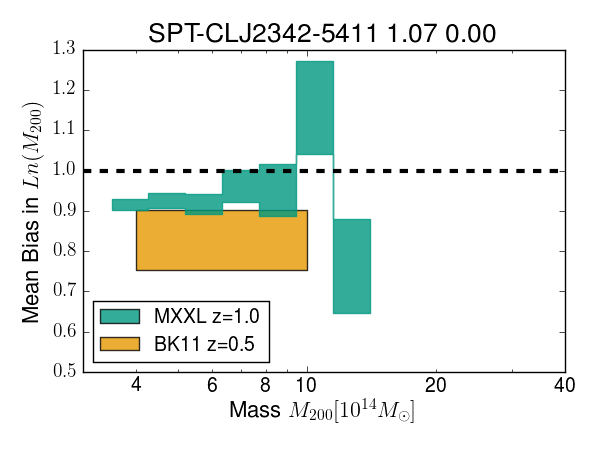 SPT-CLJ2342-5411 1.07 0.00
1.3
1.2
1.1
1.0
0.9
0.8
0.7
0.6
0.5
Mean Bias in Ln(M₂₀₀)
MXXL z=1.0
BK11 z=0.5
4 6 8 10 20 40
Mass M₂₀₀[10¹⁴M⊙]